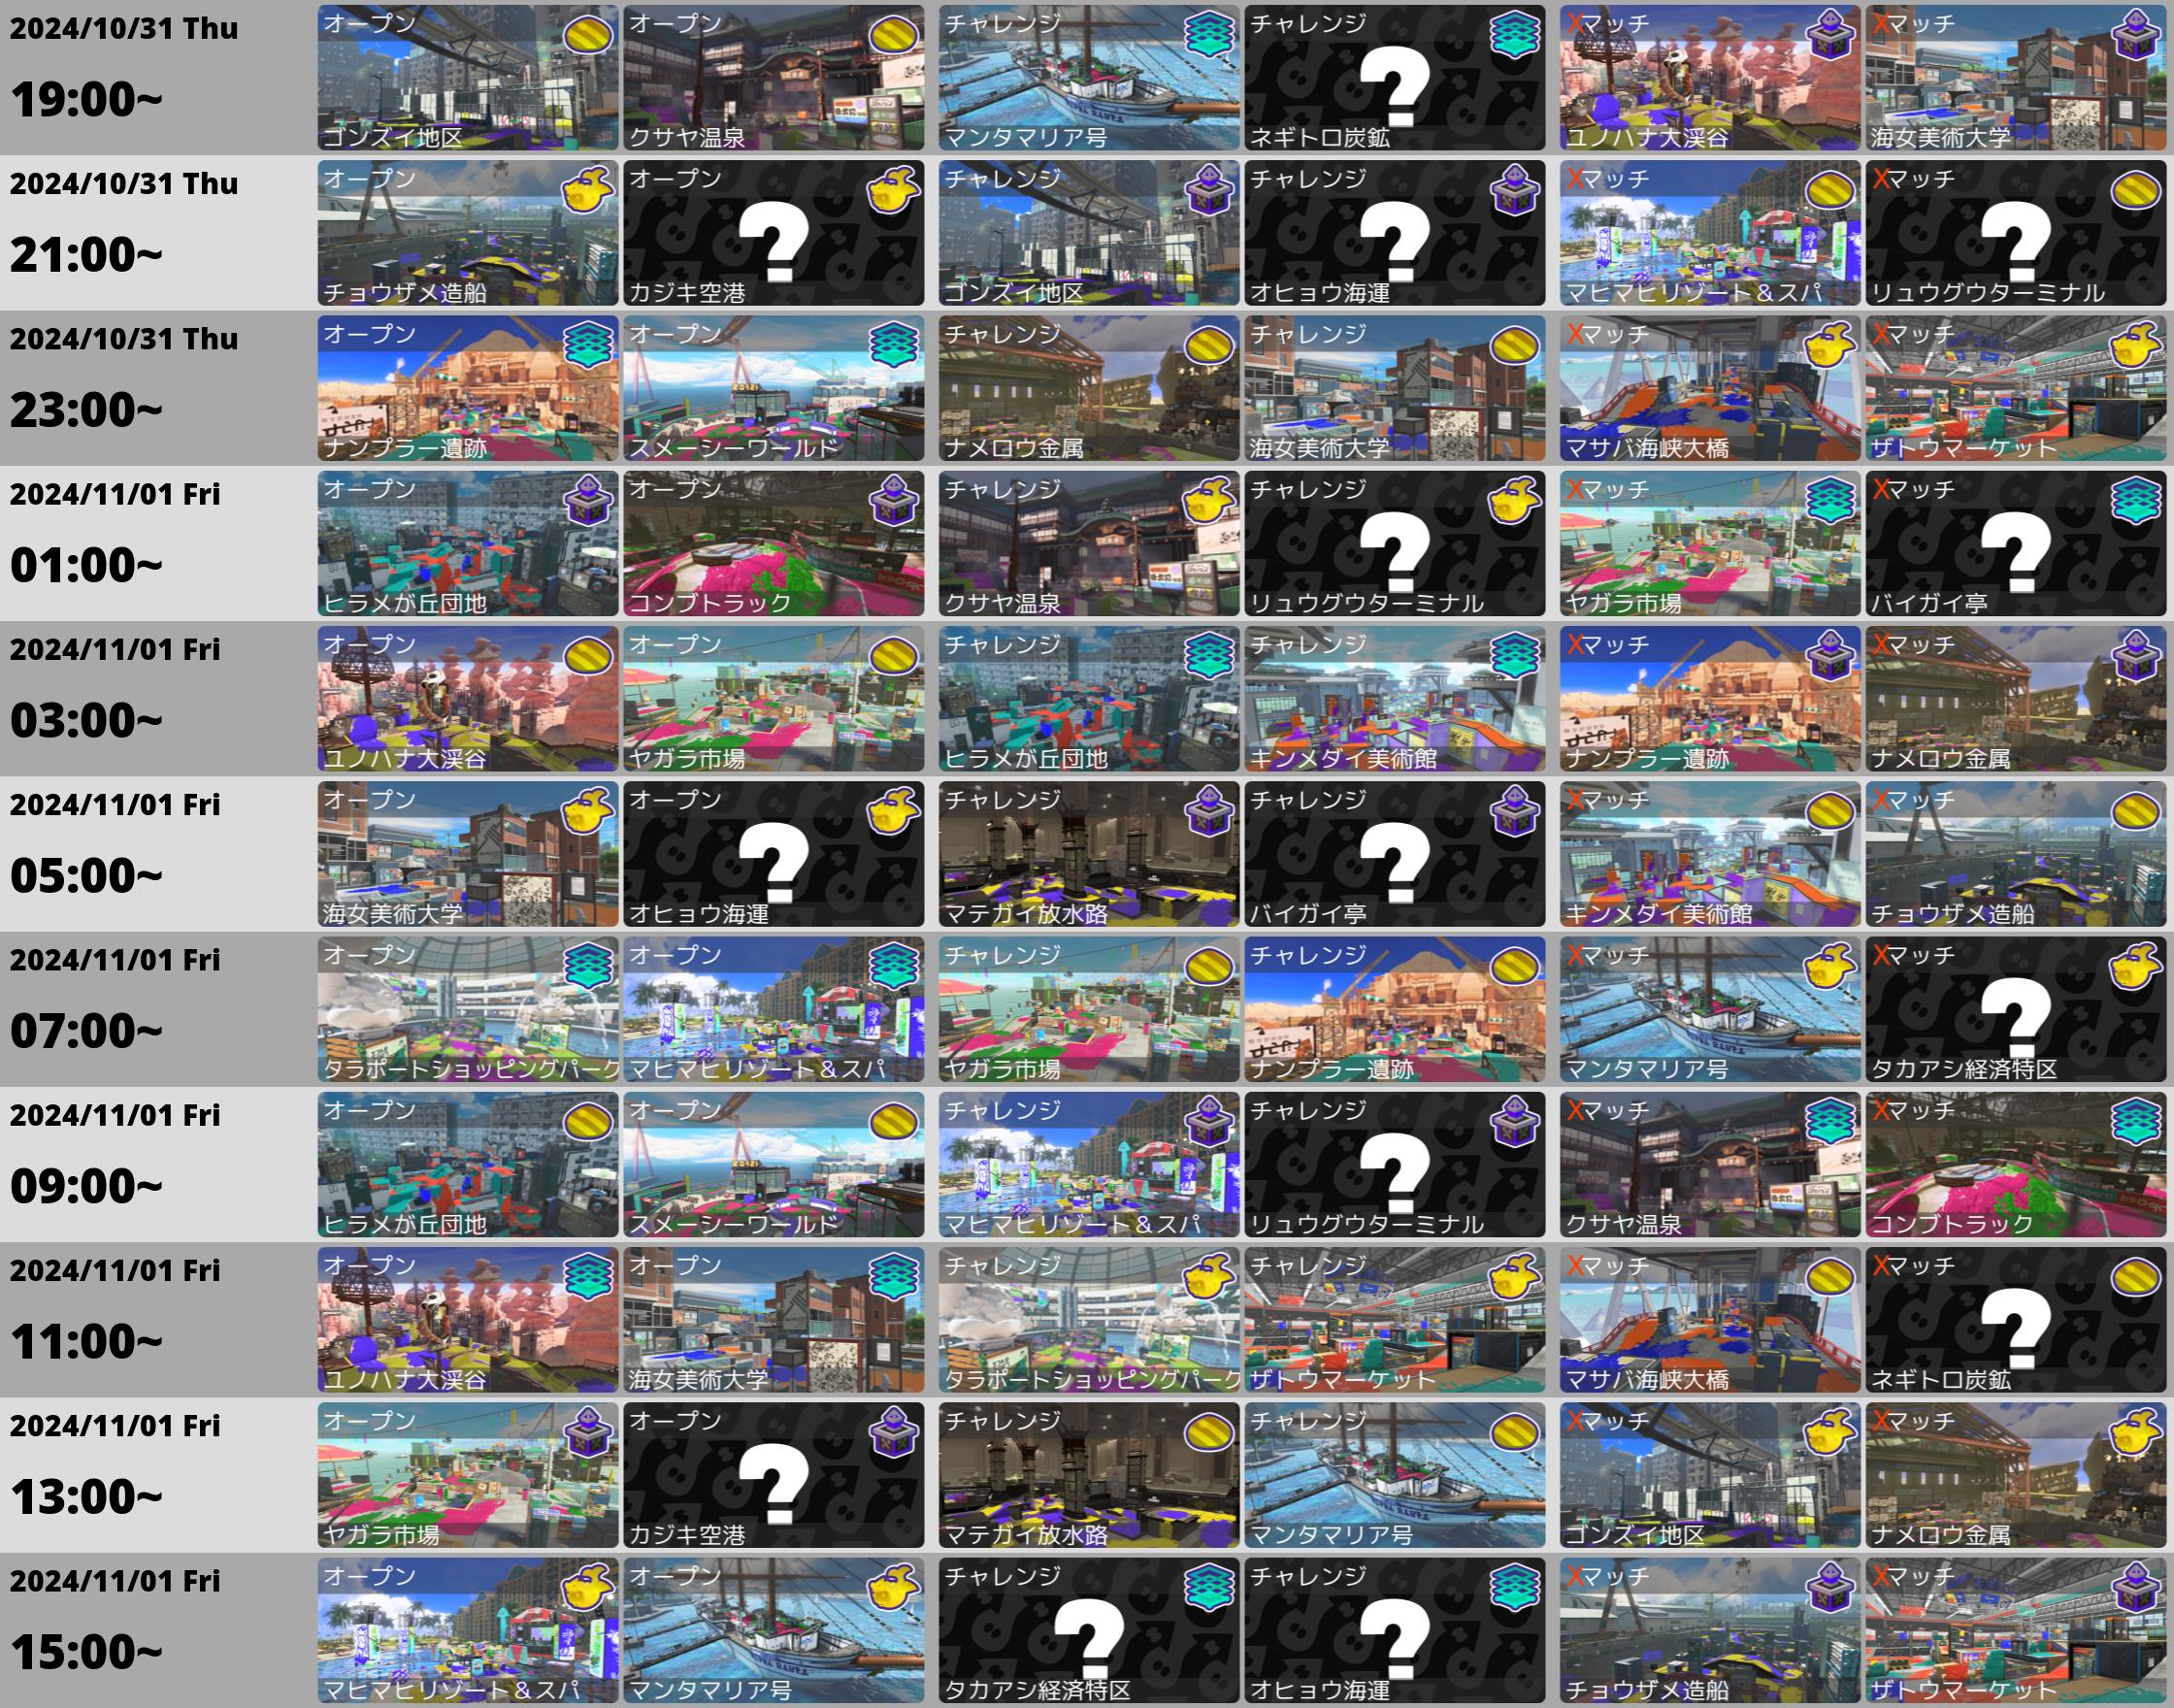 2024/10/31 Thu
19:00~
オープン
ゴンズイ地区
オープン
クサヤ温泉
チャレンジ
マンタマリア号
チャレンジ
ネギトロ炭鉱
Xマッチ
ユノハナ大渓谷
Xマッチ
海女美術大学
2024/10/31 Thu
21:00~
オープン
チョウザメ造船
オープン
カジキ空港
チャレンジ
ゴンズイ地区
チャレンジ
オヒョウ海運
Xマッチ
マヒマヒリゾート＆スパ
Xマッチ
リュウグウターミナル
2024/10/31 Thu
23:00~
オープン
ナンプラー遺跡
オープン
スメーシーワールド
チャレンジ
ナメロウ金属
チャレンジ
海女美術大学
Xマッチ
マサバ海峡大橋
Xマッチ
ザトウマーケット
2024/11/01 Fri
01:00~
オープン
ヒラメが丘団地
オープン
コンブトラック
チャレンジ
クサヤ温泉
チャレンジ
リュウグウターミナル
Xマッチ
ヤガラ市場
Xマッチ
バイガイ亭
2024/11/01 Fri
03:00~
オープン
ユノハナ大渓谷
オープン
ヤガラ市場
チャレンジ
ヒラメが丘団地
チャレンジ
キンメダイ美術館
Xマッチ
ナンプラー遺跡
Xマッチ
ナメロウ金属
2024/11/01 Fri
05:00~
オープン
海女美術大学
オープン
オヒョウ海運
チャレンジ
マテガイ放水路
チャレンジ
バイガイ亭
Xマッチ
キンメダイ美術館
Xマッチ
チョウザメ造船
2024/11/01 Fri
07:00~
オープン
タラポートショッピングパーク
オープン
マヒマヒリゾート＆スパ
チャレンジ
ヤガラ市場
チャレンジ
ナンプラー遺跡
Xマッチ
マンタマリア号
Xマッチ
タカアシ経済特区
2024/11/01 Fri
09:00~
オープン
ヒラメが丘団地
オープン
スメーシーワールド
チャレンジ
マヒマヒリゾート＆スパ
チャレンジ
リュウグウターミナル
Xマッチ
クサヤ温泉
Xマッチ
コンブトラック
2024/11/01 Fri
11:00~
オープン
ユノハナ大渓谷
オープン
海女美術大学
チャレンジ
タラポートショッピングパーク
チャレンジ
ザトウマーケット
Xマッチ
マサバ海峡大橋
Xマッチ
ネギトロ炭鉱
2024/11/01 Fri
13:00~
オープン
ヤガラ市場
オープン
カジキ空港
チャレンジ
マテガイ放水路
チャレンジ
マンタマリア号
Xマッチ
ゴンズイ地区
Xマッチ
ナメロウ金属
2024/11/01 Fri
15:00~
オープン
マヒマヒリゾート＆スパ
オープン
マンタマリア号
チャレンジ
タカアシ経済特区
チャレンジ
オヒョウ海運
Xマッチ
チョウザメ造船
Xマッチ
ザトウマーケット